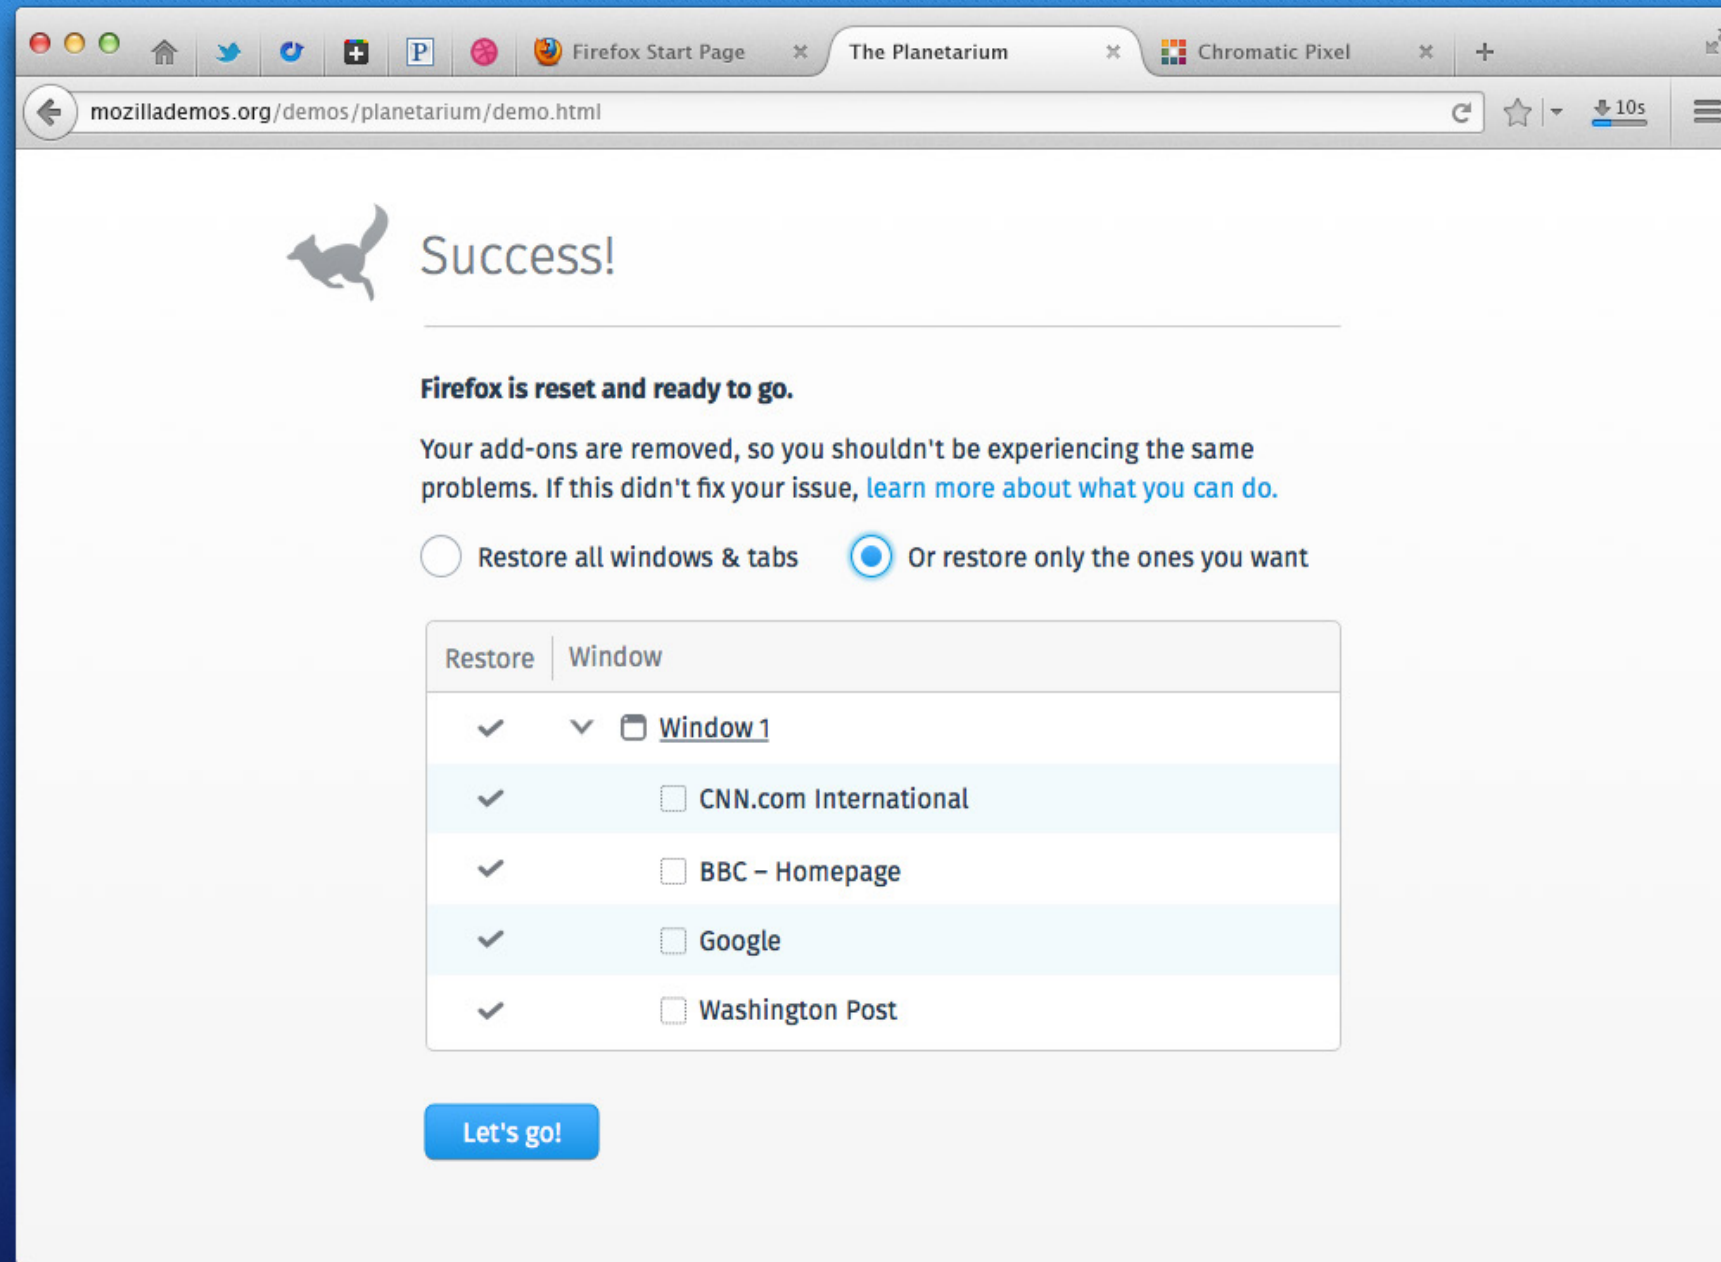 P
Firefox Start Page
The Planetarium
Chromatic Pixel
mozillademos.org/demos/planetarium/demo.html
10s
Success!
Firefox is reset and ready to go.
Your add-ons are removed, so you shouldn't be experiencing the same
problems. If this didn't fix your issue, learn more about what you can do.
Restore all windows & tabs
Or restore only the ones you want
Restore
Window
Window 1
CNN.com International
BBC – Homepage
Google
Washington Post
Let's go!